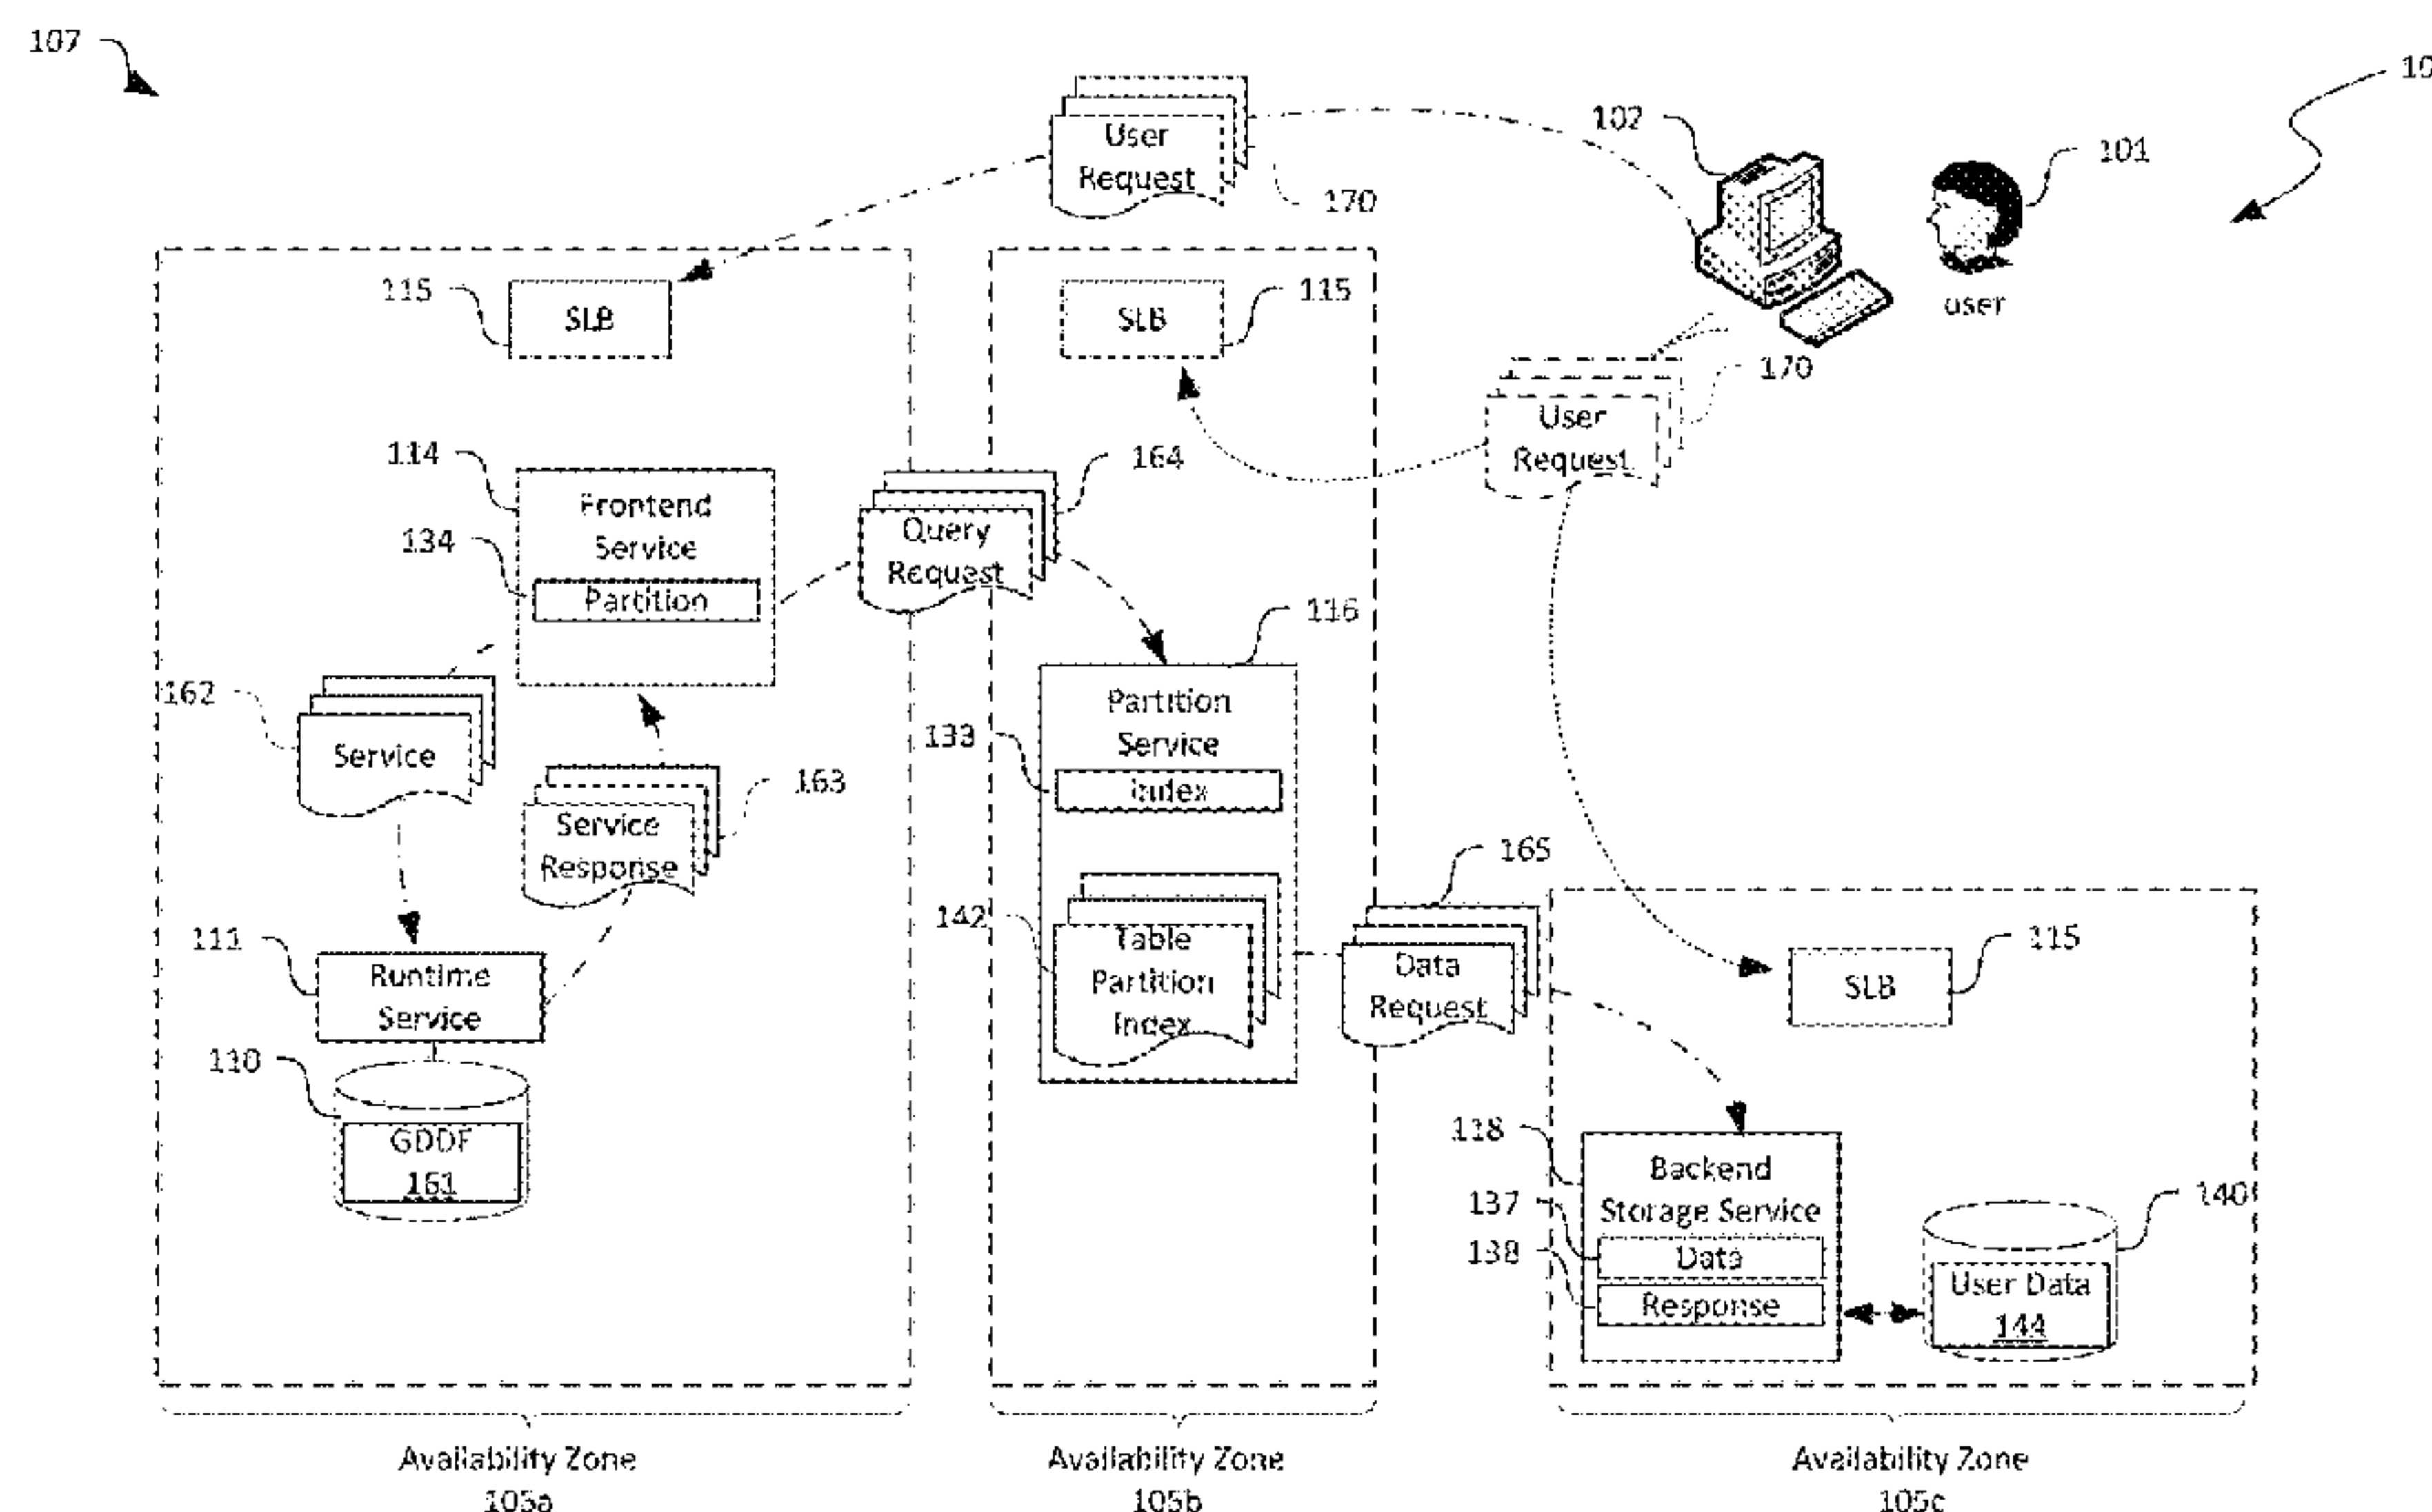 107
10
102
101
User
Request
170
user
115
SLB
SLB
115
170
User
Request
114
Frontend
Service
134
Partition
164
Query
Request
116
162
Service
Partition
Service
133
Index
163
Service
Response
165
142
Table
Partition
Index
Data
Request
111
Runtime
Service
115
SLB
110
GDDF
161
118
Backend
Storage Service
137
Data
138
Response
140
User Data
144
Availability Zone
105a
Availability Zone
105b
Availability Zone
105c